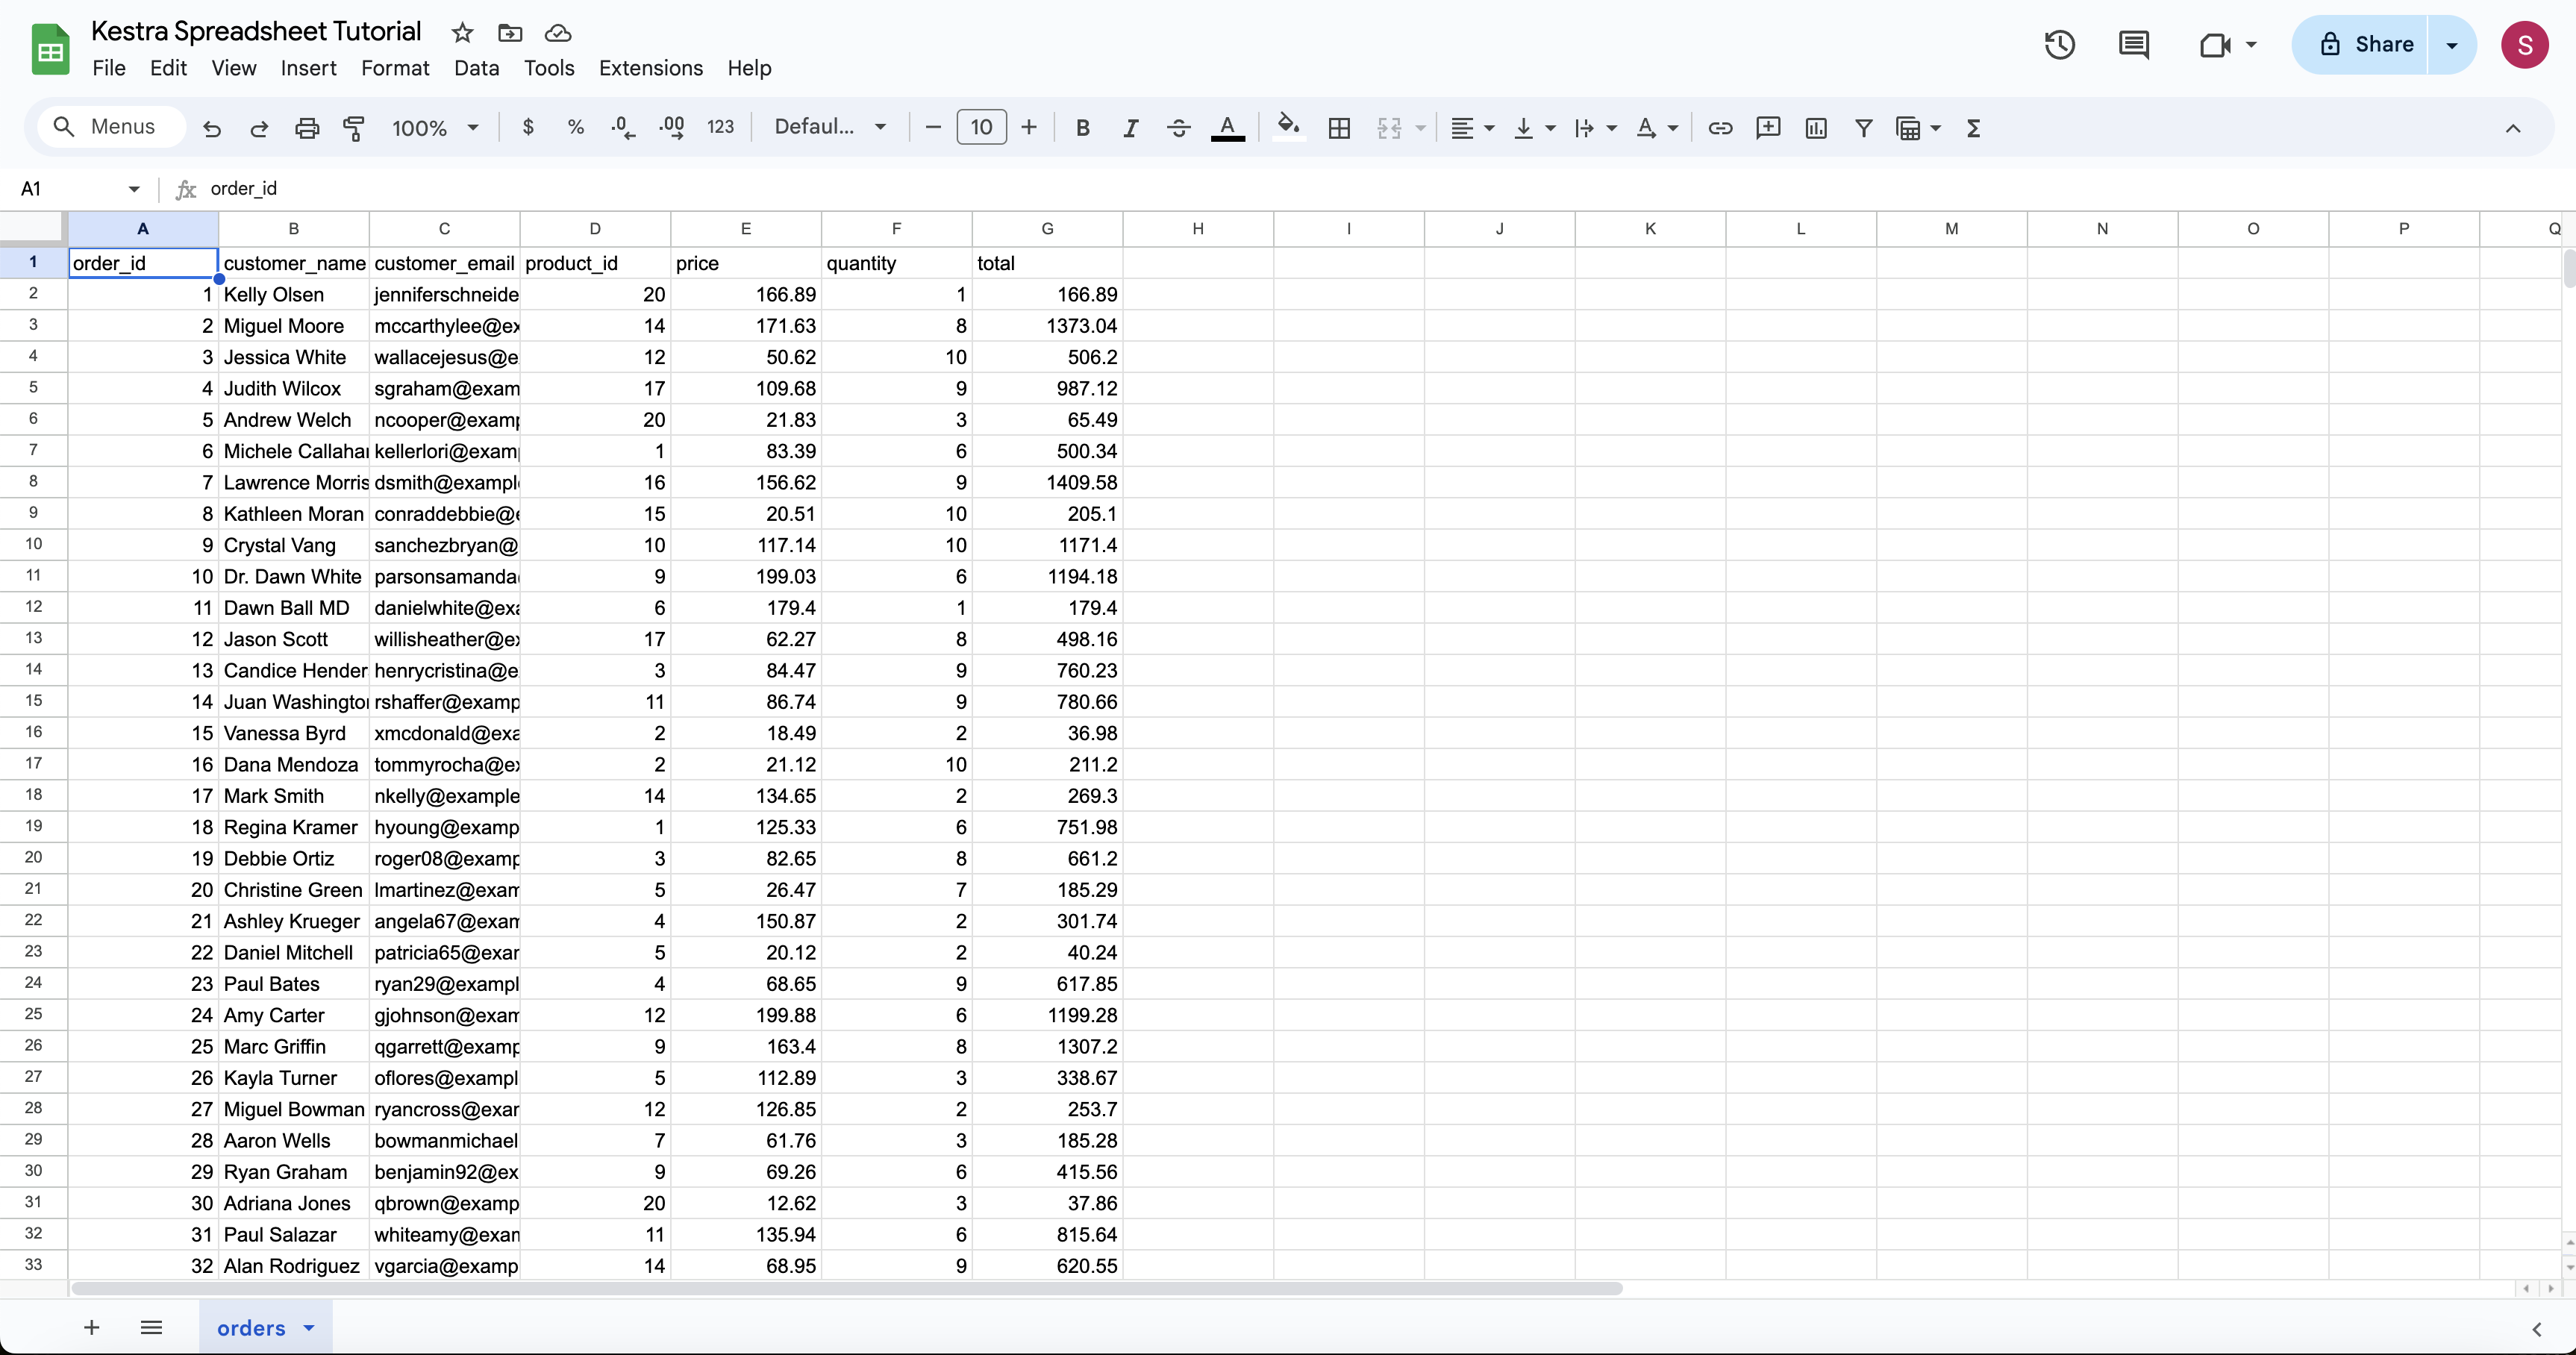 Kestra Spreadsheet Tutorial
File Edit View Insert Format Data Tools Extensions Help
Share
S
Menus 100% $ % .0 .00 123 Defaul... 10 B I A
A1 fx order_id
A B C D E F G H I J K L M N O P Q
1 order_id customer_name customer_email product_id price quantity total
2 1 Kelly Olsen jenniferschneide 20 166.89 1 166.89
3 2 Miguel Moore mccarthylee@ex 14 171.63 8 1373.04
4 3 Jessica White wallacejesus@e 12 50.62 10 506.2
5 4 Judith Wilcox sgraham@exam 17 109.68 9 987.12
6 5 Andrew Welch ncooper@examp 20 21.83 3 65.49
7 6 Michele Callahan kellerlori@exam 1 83.39 6 500.34
8 7 Lawrence Morris dsmith@exampl 16 156.62 9 1409.58
9 8 Kathleen Moran conraddebbie@e 15 20.51 10 205.1
10 9 Crystal Vang sanchezbryan@ 10 117.14 10 1171.4
11 10 Dr. Dawn White parsonsamanda 9 199.03 6 1194.18
12 11 Dawn Ball MD danielwhite@exa 6 179.4 1 179.4
13 12 Jason Scott willisheather@ex 17 62.27 8 498.16
14 13 Candice Hender henrycristina@e 3 84.47 9 760.23
15 14 Juan Washington rshaffer@examp 11 86.74 9 780.66
16 15 Vanessa Byrd xmcdonald@exa 2 18.49 2 36.98
17 16 Dana Mendoza tommyrocha@ex 2 21.12 10 211.2
18 17 Mark Smith nkelly@example 14 134.65 2 269.3
19 18 Regina Kramer hyoung@examp 1 125.33 6 751.98
20 19 Debbie Ortiz roger08@examp 3 82.65 8 661.2
21 20 Christine Green lmartinez@exam 5 26.47 7 185.29
22 21 Ashley Krueger angela67@exam 4 150.87 2 301.74
23 22 Daniel Mitchell patricia65@exar 5 20.12 2 40.24
24 23 Paul Bates ryan29@exampl 4 68.65 9 617.85
25 24 Amy Carter gjohnson@exam 12 199.88 6 1199.28
26 25 Marc Griffin qgarrett@examp 9 163.4 8 1307.2
27 26 Kayla Turner oflores@exampl 5 112.89 3 338.67
28 27 Miguel Bowman ryancross@exar 12 126.85 2 253.7
29 28 Aaron Wells bowmanmichael 7 61.76 3 185.28
30 29 Ryan Graham benjamin92@ex 9 69.26 6 415.56
31 30 Adriana Jones qbrown@examp 20 12.62 3 37.86
32 31 Paul Salazar whiteamy@exam 11 135.94 6 815.64
33 32 Alan Rodriguez vgarcia@examp 14 68.95 9 620.55
orders